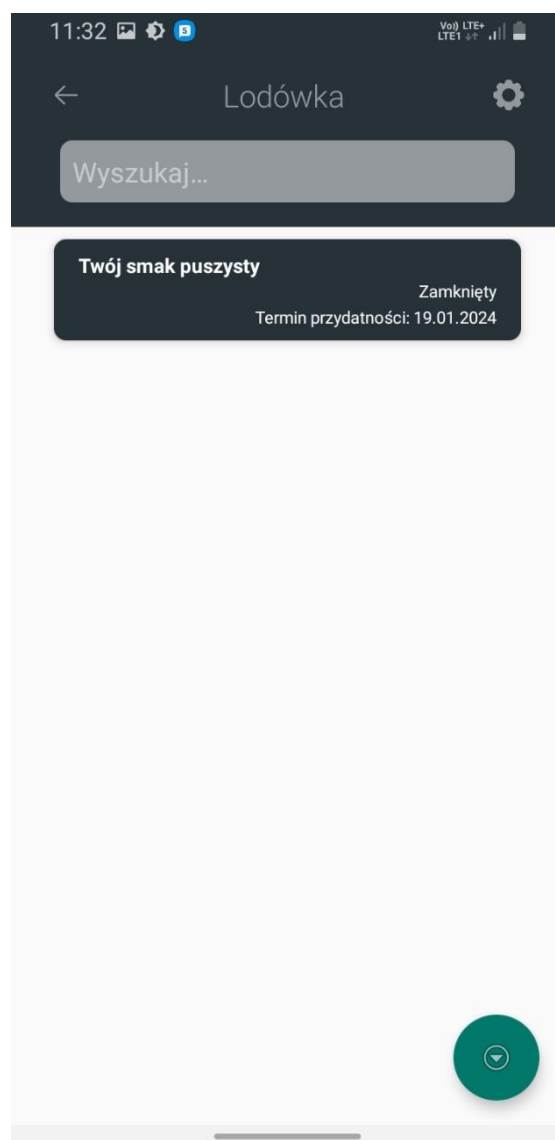 11:32
Vo)) LTE+
LTE1
Lodówka
Wyszukaj...
Twój smak puszysty
Zamknięty
Termin przydatności: 19.01.2024